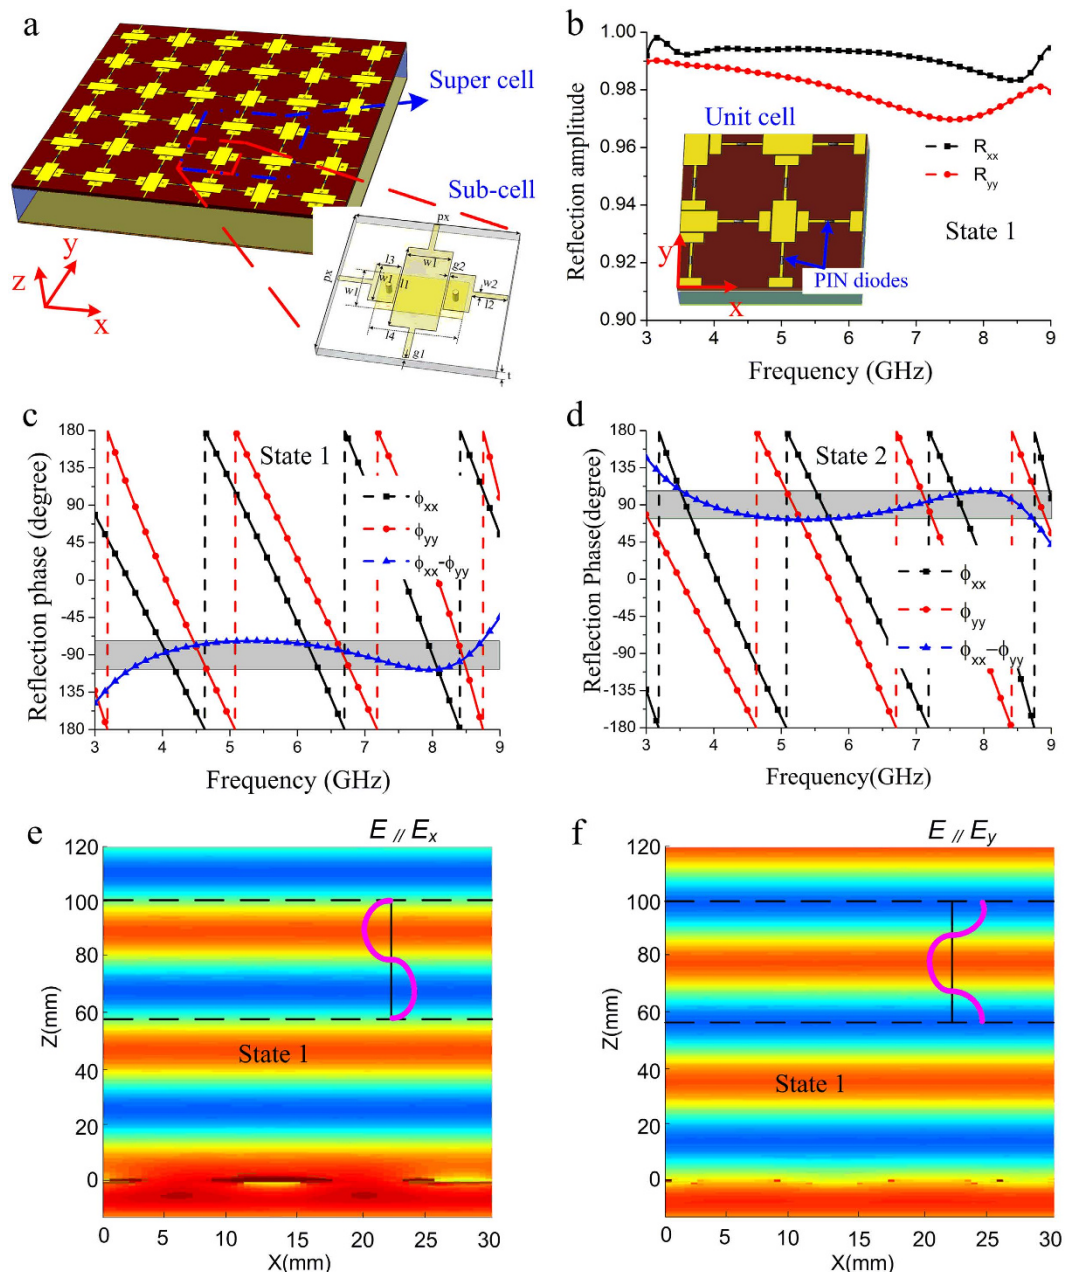 a
Super cell
Sub-cell
z
y
x
px
px
w1
g2
l3
w1
w1
l1
w2
l2
l4
g1
t
b
1.00
0.98
0.96
0.94
0.92
0.90
Reflection amplitude
Unit cell
Rxx
Ryy
State 1
PIN diodes
y
x
3 4 5 6 7 8 9
Frequency (GHz)
c
180
135
90
45
0
-45
-90
135
180
Reflection phase (degree)
State 1
ϕxx
ϕyy
ϕxx-ϕyy
3 4 5 6 7 8 9
Frequency (GHz)
d
180
135
90
45
0
-45
-90
-135
-180
Reflection Phase(degree)
State 2
ϕxx
ϕyy
ϕxx−ϕyy
3 4 5 6 7 8 9
Frequency(GHz)
e
E // Ex
120
100
80
60
40
20
0
Z(mm)
State 1
0 5 10 15 20 25 30
X(mm)
f
E // Ey
120
100
80
60
40
20
0
Z(mm)
State 1
0 5 10 15 20 25 30
X(mm)